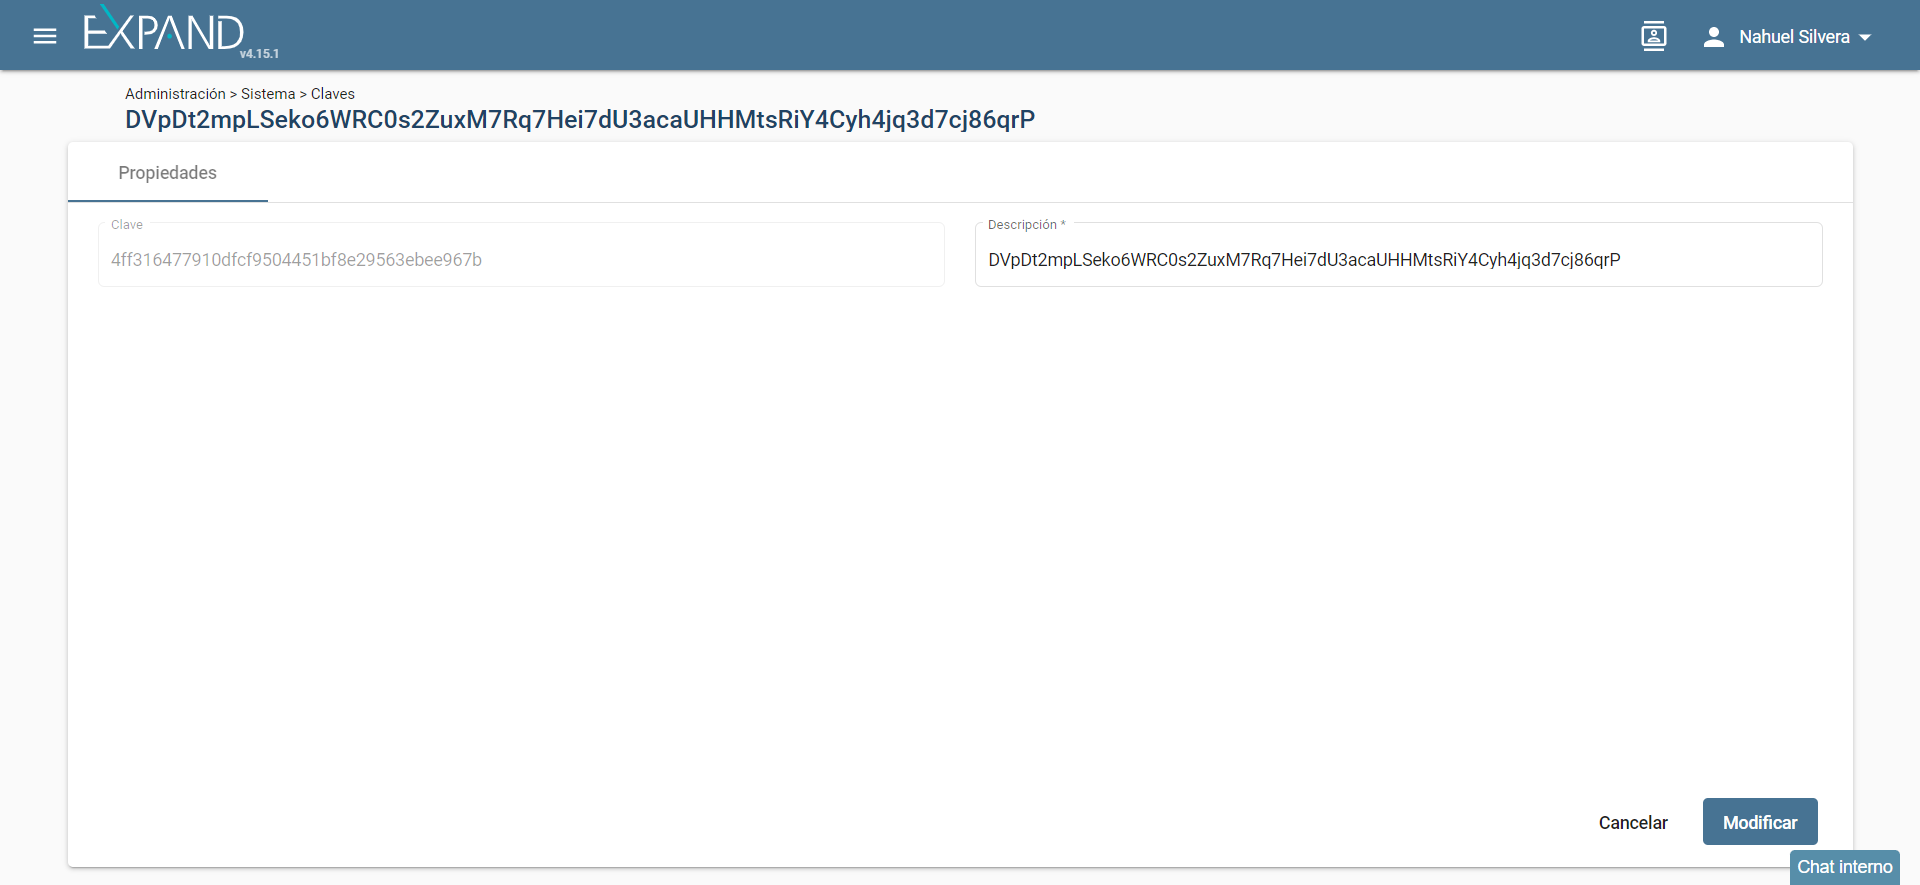 EXPAND
v4.15.1
Nahuel Silvera
Administración > Sistema > Claves
DVpDt2mpLSeko6WRC0s2ZuxM7Rq7Hei7dU3acaUHHMtsRiY4Cyh4jq3d7cj86qrP
Propiedades
Clave
4ff316477910dfcf9504451bf8e29563ebee967b
Descripción *
DVpDt2mpLSeko6WRC0s2ZuxM7Rq7Hei7dU3acaUHHMtsRiY4Cyh4jq3d7cj86qrP
Cancelar
Modificar
Chat interno